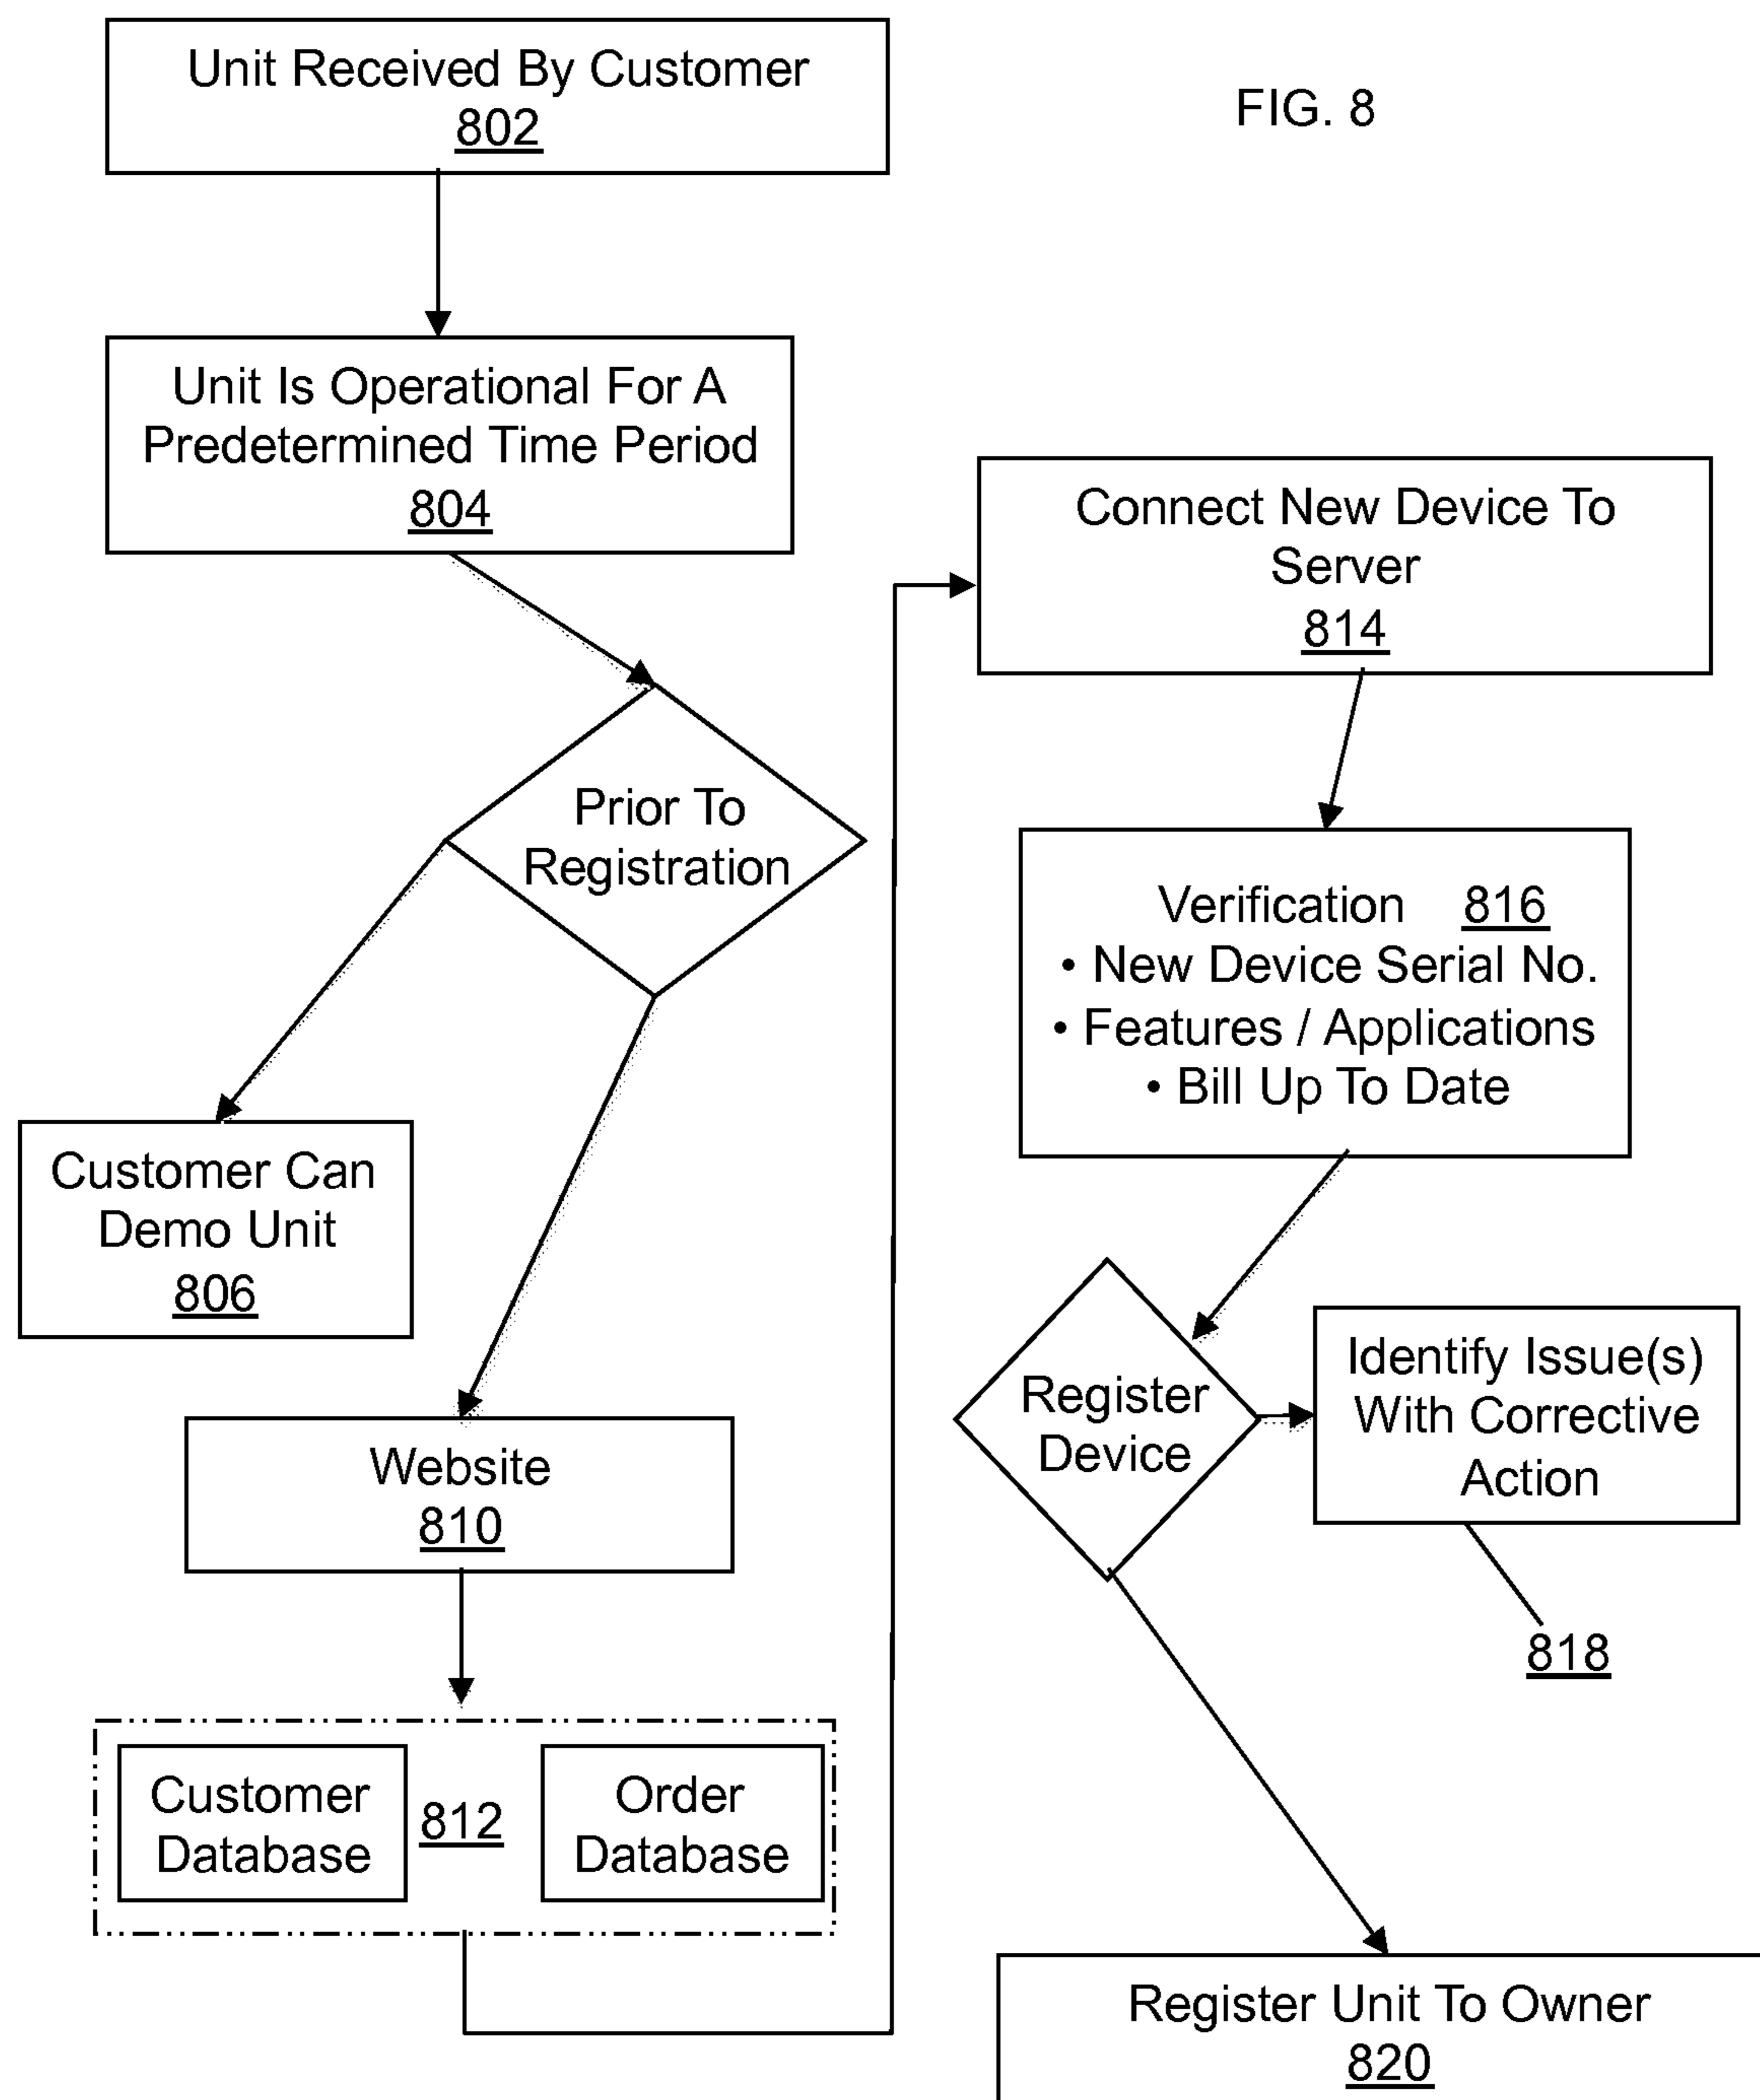 Unit Received By Customer
802
FIG. 8
Unit Is Operational For A
Predetermined Time Period
804
Prior To
Registration
Customer Can
Demo Unit
806
Website
810
Customer
Database
812
Order
Database
Connect New Device To
Server
814
Verification 816
• New Device Serial No.
• Features / Applications
• Bill Up To Date
Register
Device
Identify Issue(s)
With Corrective
Action
818
Register Unit To Owner
820